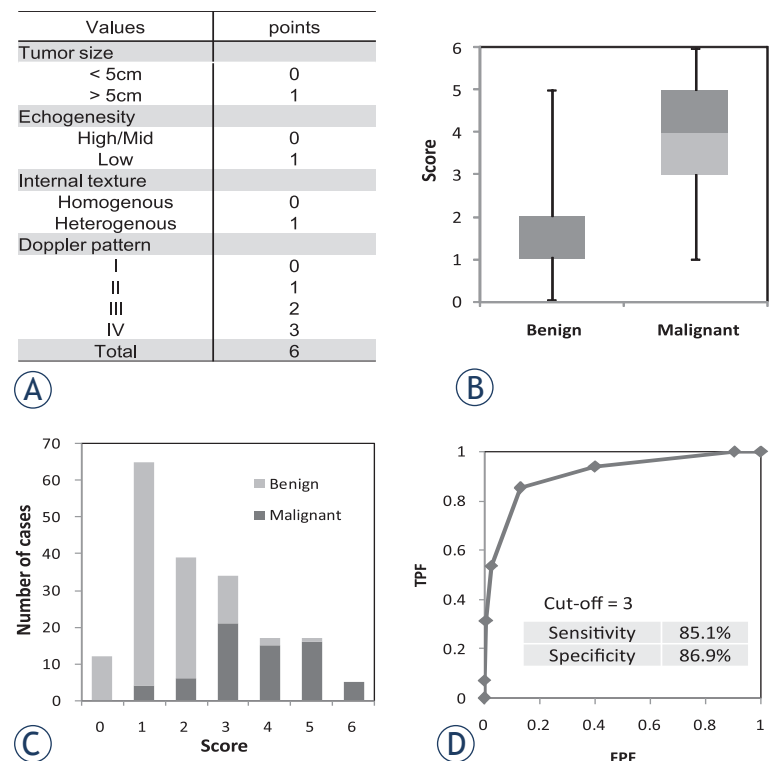 Values points
Tumor size
< 5cm 0
> 5cm 1
Echogenesity
High/Mid 0
Low 1
Internal texture
Homogenous 0
Heterogenous 1
Doppler pattern
I 0
II 1
III 2
IV 3
Total 6
A
6
5
4
3
2
1
0
Score
Benign Malignant
B
70
60
50
40
30
20
10
0
Number of cases
Benign
Malignant
0 1 2 3 4 5 6
Score
C
1
0.8
0.6
0.4
0.2
0
TPF
Cut-off = 3
Sensitivity 85.1%
Specificity 86.9%
0 0.2 0.4 0.6 0.8 1
FPF
D